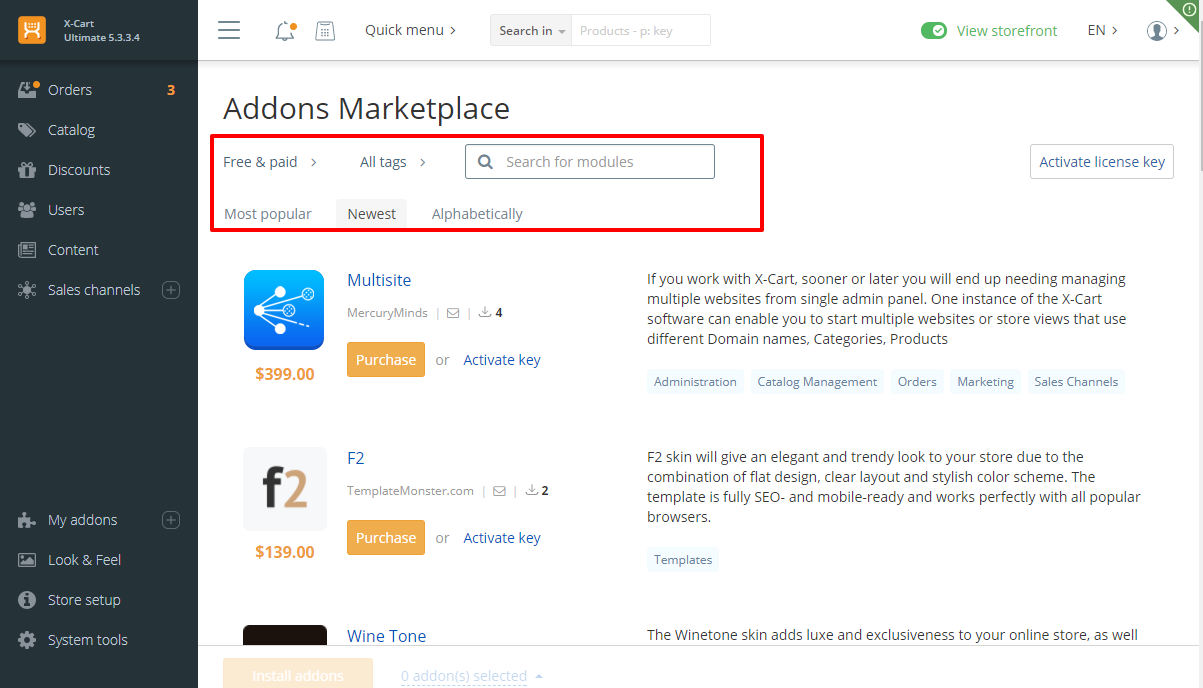 X-Cart
Ultimate 5.3.3.4
Quick menu
Search in
Products - p: key
View storefront
EN
Orders 3
Catalog
Discounts
Users
Content
Sales channels
My addons
Look & Feel
Store setup
System tools
Addons Marketplace
Free & paid
All tags
Search for modules
Activate license key
Most popular
Newest
Alphabetically
Multisite
MercuryMinds | | 4
Purchase or Activate key
$399.00
If you work with X-Cart, sooner or later you will end up needing managing
multiple websites from single admin panel. One instance of the X-Cart
software can enable you to start multiple websites or store views that use
different Domain names, Categories, Products
Administration Catalog Management Orders Marketing Sales Channels
f2
F2
TemplateMonster.com | | 2
Purchase or Activate key
$139.00
F2 skin will give an elegant and trendy look to your store due to the
combination of flat design, clear layout and stylish color scheme. The
template is fully SEO- and mobile-ready and works perfectly with all popular
browsers.
Templates
Wine Tone
The Winetone skin adds luxe and exclusiveness to your online store, as well
Install addons
0 addon(s) selected